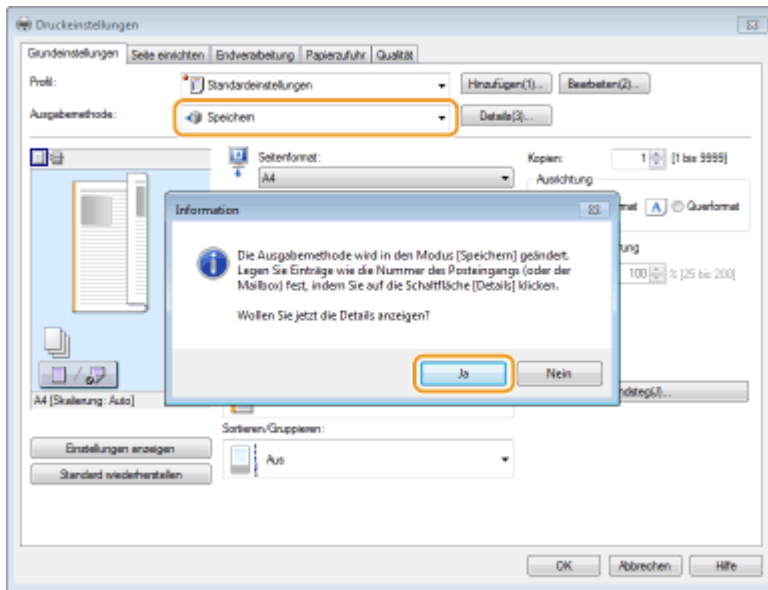 Druckeinstellungen
Grundeinstellungen Seite einrichten Endverarbeitung Papierzufuhr Qualität
Profil: Standardeinstellungen Hinzufügen(1)... Bearbeiten(2)...
Ausgabemethode: Speichern Details(3)...
Seitenformat: Kopien: 1 [1 bis 9999]
A4 Ausrichtung
Information
mat A Querformat
Die Ausgabemethode wird in den Modus [Speichern] geändert.
Legen Sie Einträge wie die Nummer des Posteingangs (oder der
Mailbox) fest, indem Sie auf die Schaltfläche [Details] klicken.
ung
100 % [25 bis 200]
Wollen Sie jetzt die Details anzeigen?
Ja Nein
A4 [Skalierung: Auto]
ndsteg(J)...
Sortieren/Gruppieren:
Einstellungen anzeigen
Aus
Standard wiederherstellen
OK Abbrechen Hilfe